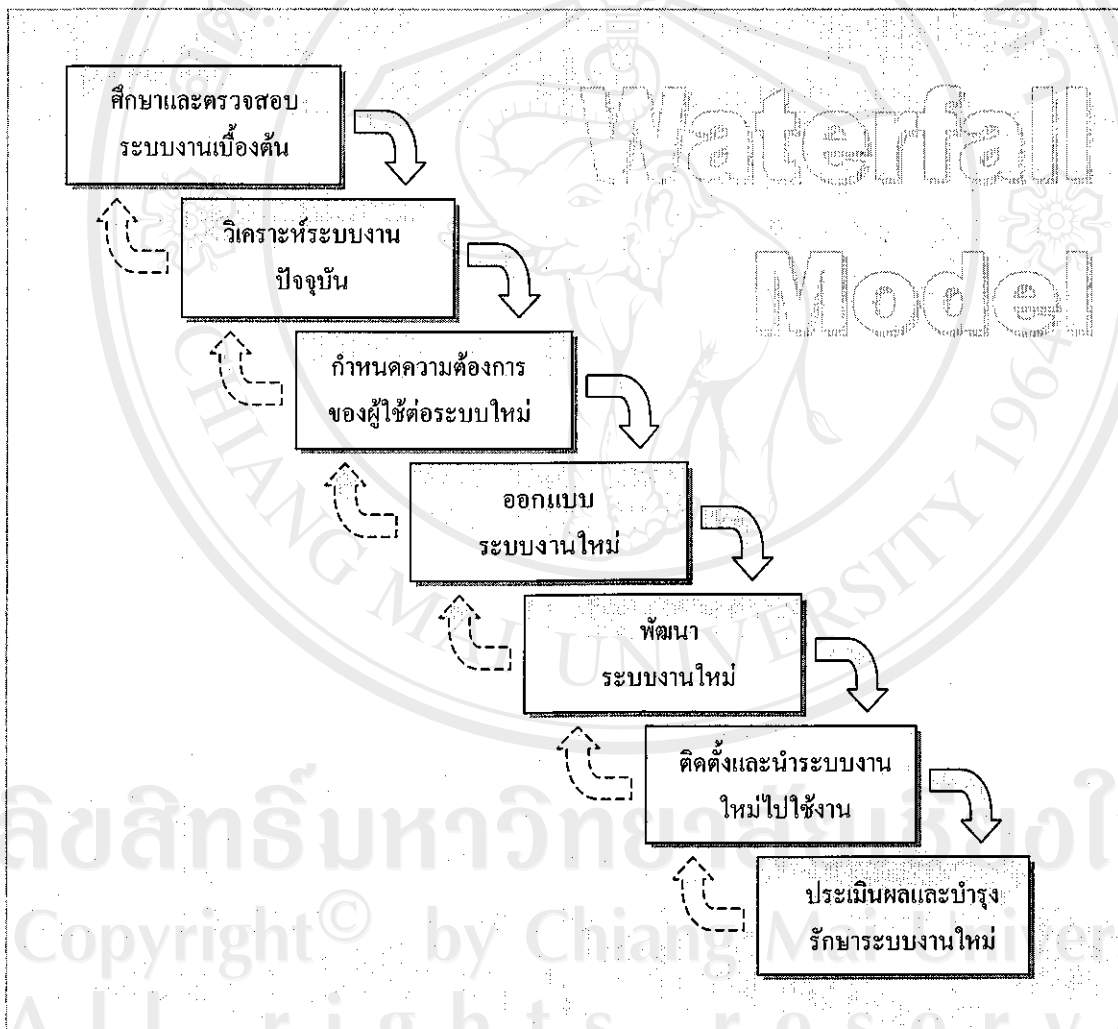 Waterfall
Model
ศึกษาและตรวจสอบ
ระบบงานเบื้องต้น
วิเคราะห์ระบบงาน
ปัจจุบัน
กำหนดความต้องการ
ของผู้ใช้ต่อระบบใหม่
ออกแบบ
ระบบงานใหม่
พัฒนา
ระบบงานใหม่
ติดตั้งและนำระบบงาน
ใหม่ไปใช้งาน
ประเมินผลและบำรุง
รักษาระบบงานใหม่
CHIANG MAI UNIVERSITY 1964
Copyright© by Chiang Mai
All rights